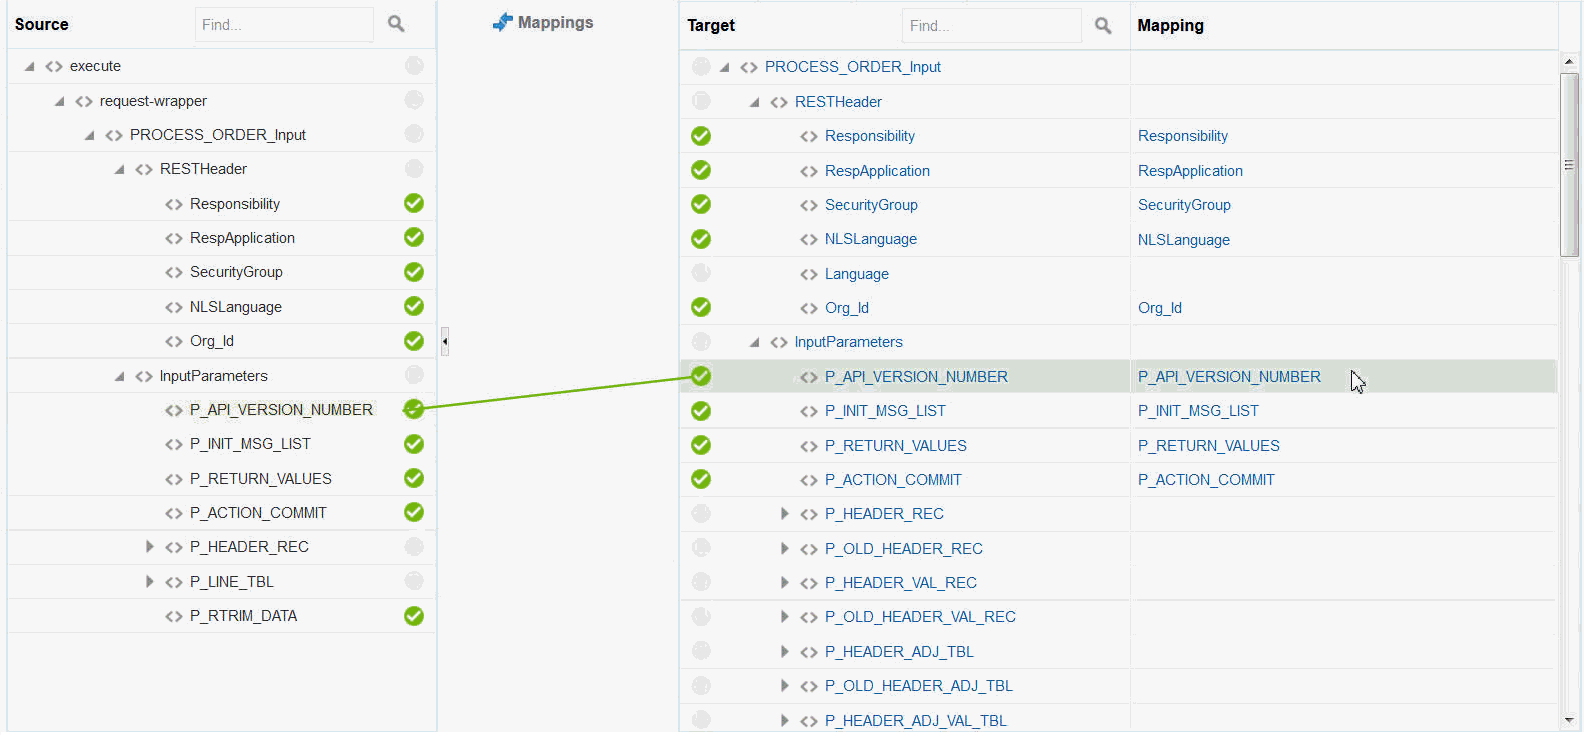 Source
Find...
execute
request-wrapper
PROCESS_ORDER_Input
RESTHeader
Responsibility
RespApplication
SecurityGroup
NLSLanguage
Org_Id
InputParameters
P_API_VERSION_NUMBER
P_INIT_MSG_LIST
P_RETURN_VALUES
P_ACTION_COMMIT
P_HEADER_REC
P_LINE_TBL
P_RTRIM_DATA
Mappings
Target Find... Mapping
PROCESS_ORDER_Input
RESTHeader
Responsibility Responsibility
RespApplication RespApplication
SecurityGroup SecurityGroup
NLSLanguage NLSLanguage
Language
Org_Id Org_Id
InputParameters
P_API_VERSION_NUMBER P_API_VERSION_NUMBER
P_INIT_MSG_LIST P_INIT_MSG_LIST
P_RETURN_VALUES P_RETURN_VALUES
P_ACTION_COMMIT P_ACTION_COMMIT
P_HEADER_REC
P_OLD_HEADER_REC
P_HEADER_VAL_REC
P_OLD_HEADER_VAL_REC
P_HEADER_ADJ_TBL
P_OLD_HEADER_ADJ_TBL
P_HEADER_ADJ_VAL_TBL